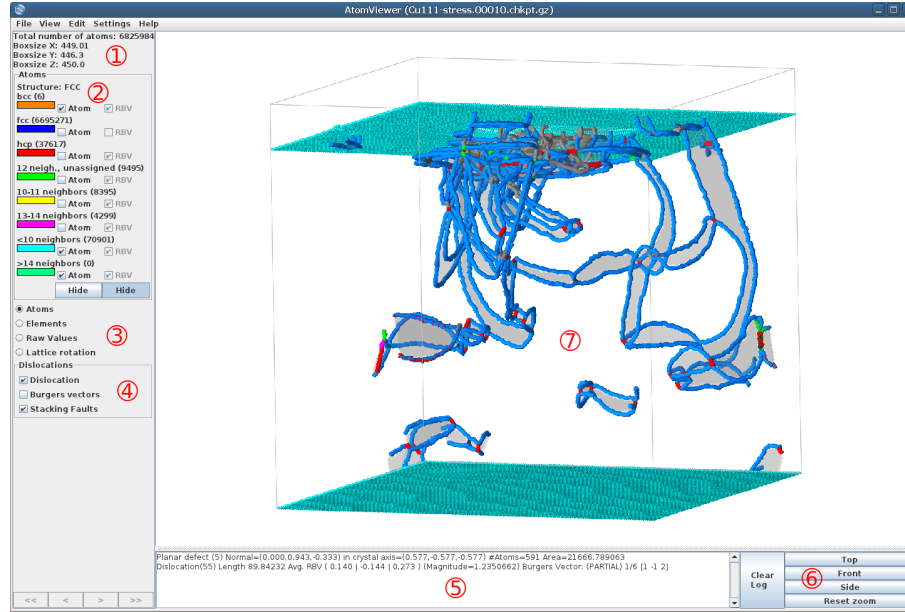 AtomViewer (Cu111-stress.00010.chkpt.gz)
File View Edit Settings Help
Total number of atoms: 6825984
Boxsize X: 449.01
Boxsize Y: 446.3
Boxsize Z: 450.0
①
Atoms
Structure: FCC
②
bcc (6)
Atom RBV
fcc (6695271)
Atom RBV
hcp (37617)
Atom RBV
12 neigh., unassigned (9495)
Atom RBV
10-11 neighbors (8395)
Atom RBV
13-14 neighbors (4299)
Atom RBV
<10 neighbors (70901)
Atom RBV
>14 neighbors (0)
Atom RBV
Hide Hide
Atoms
Elements
Raw Values
Lattice rotation
③
Dislocations
Dislocation
Burgers vectors
Stacking Faults
④
<< < > >>
⑦
Planar defect (5) Normal=(0.000,0.943,-0.333) in crystal axis=(0.577,-0.577,-0.577) #Atoms=591 Area=21666.789063
Dislocation(55) Length 89.84232 Avg. RBV ( 0.140 | -0.144 | 0.273 ) (Magnitude=1.2350662) Burgers Vector: (PARTIAL) 1/6 [1 -1 2]
⑤
Clear
Log
Top
Front
Side
Reset zoom
⑥